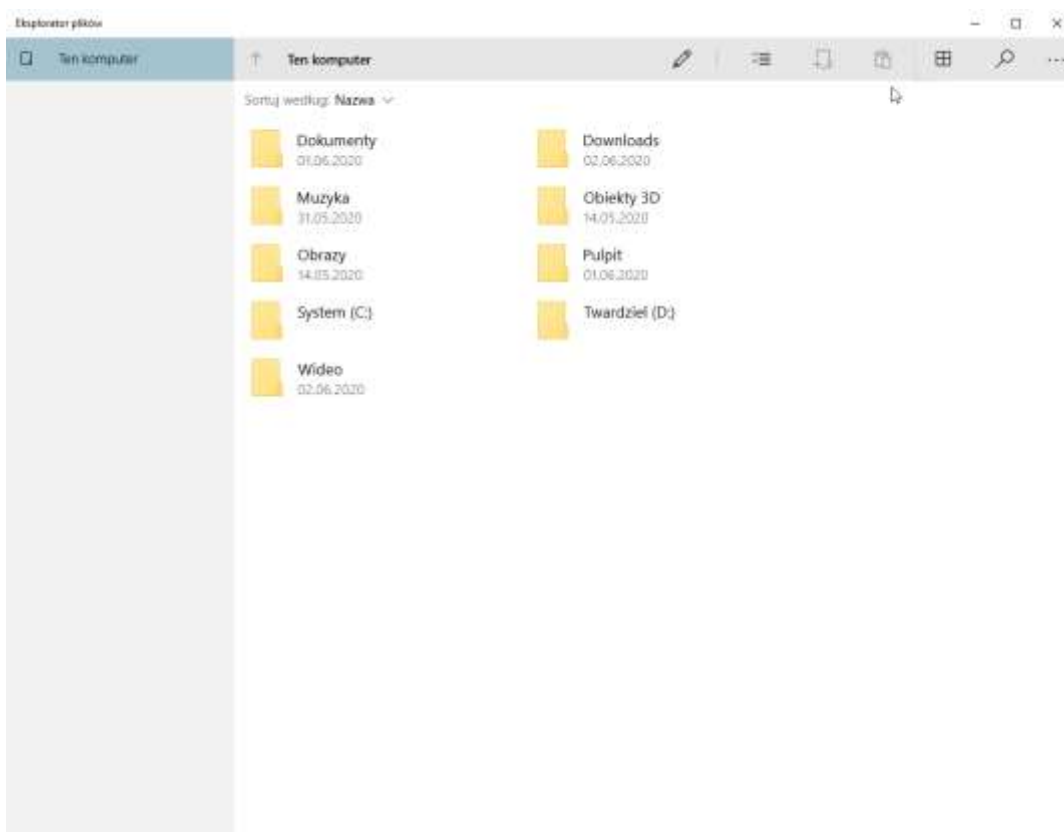 Eksplorator plików
Ten komputer
Ten komputer
Sortuj według: Nazwa
Dokumenty
01.06.2020
Downloads
02.06.2020
Muzyka
31.05.2020
Obiekty 3D
14.05.2020
Obrazy
14.05.2020
Pulpit
01.06.2020
System (C:)
Twardziel (D:)
Wideo
02.06.2020